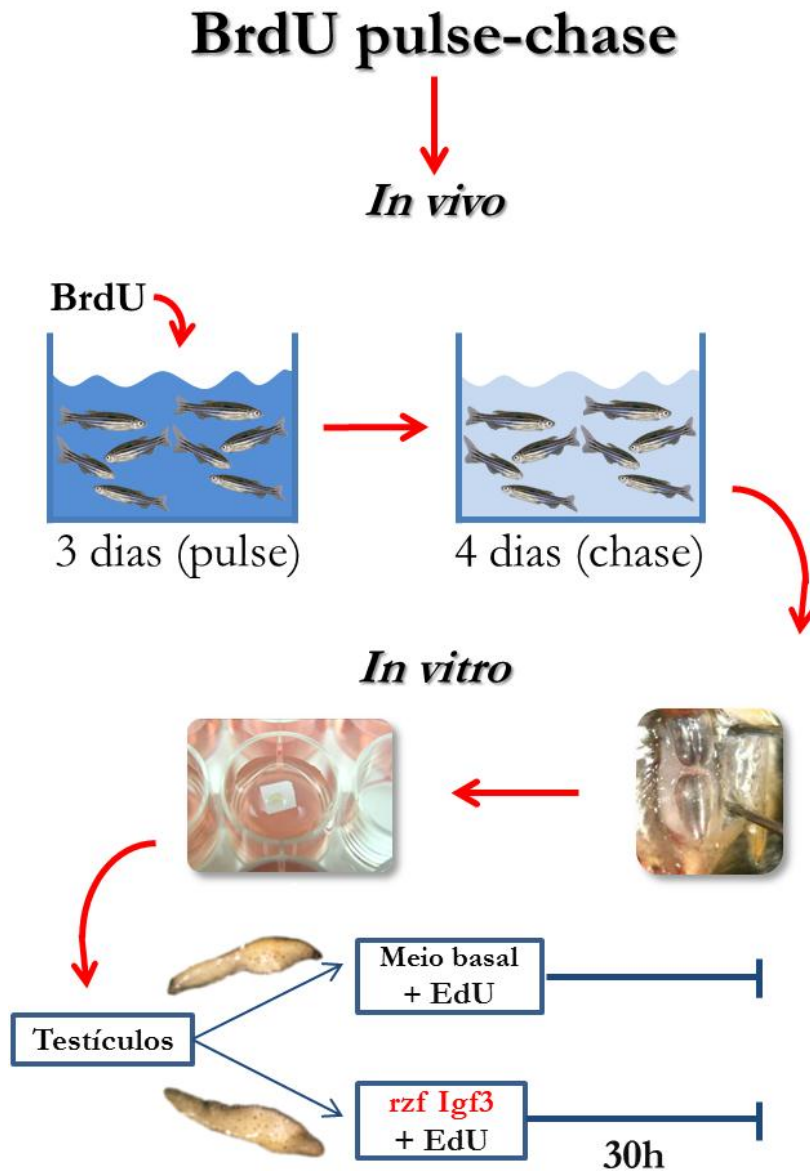 BrdU pulse-chase
In vivo
BrdU
3 dias (pulse)
4 dias (chase)
In vitro
Meio basal
+ EdU
Testículos
rzf Igf3
+ EdU
30h